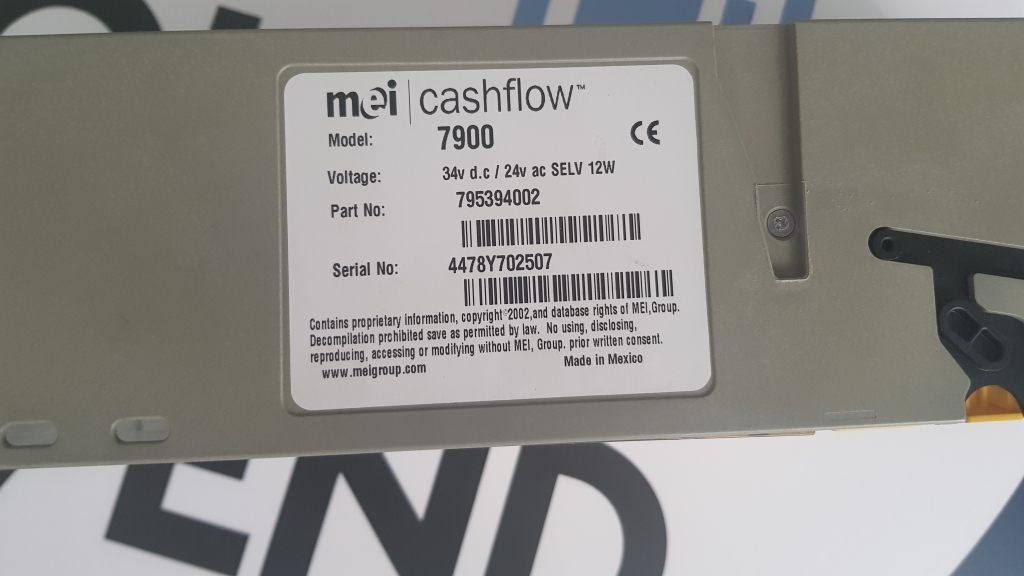 mei cashflow™
Model: 7900 CE
Voltage: 34v d.c / 24v ac SELV 12W
Part No: 795394002
Serial No: 4478Y702507
Contains proprietary information, copyright©2002,and database rights of MEI,Group.
Decompilation prohibited save as permitted by law. No using, disclosing,
reproducing, accessing or modifying without MEI, Group. prior written consent.
www.meigroup.com Made in Mexico
END